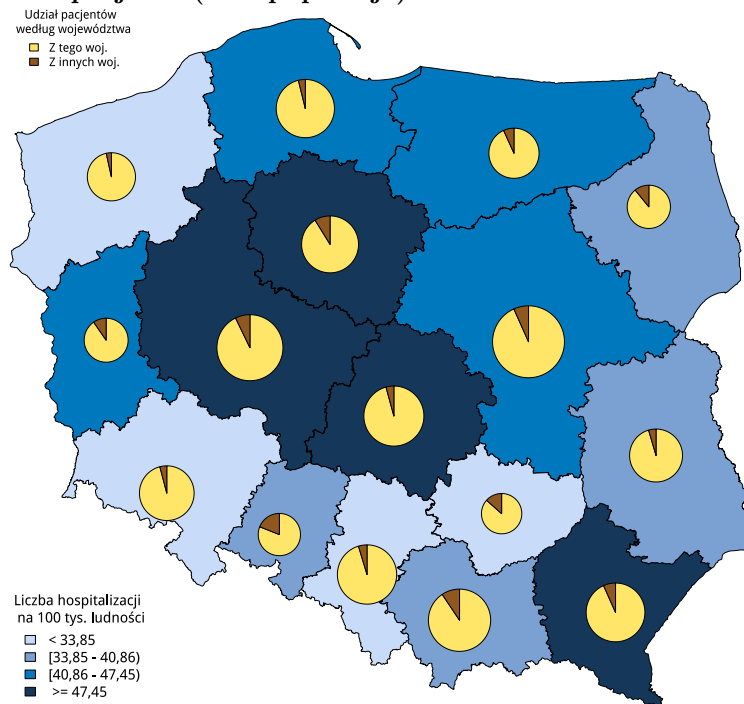 Udział pacjentów
według województwa
Z tego woj.
Z innych woj.
Liczba hospitalizacji
na 100 tys. ludności
< 33,85
[33,85 - 40,86)
[40,86 - 47,45)
>= 47,45